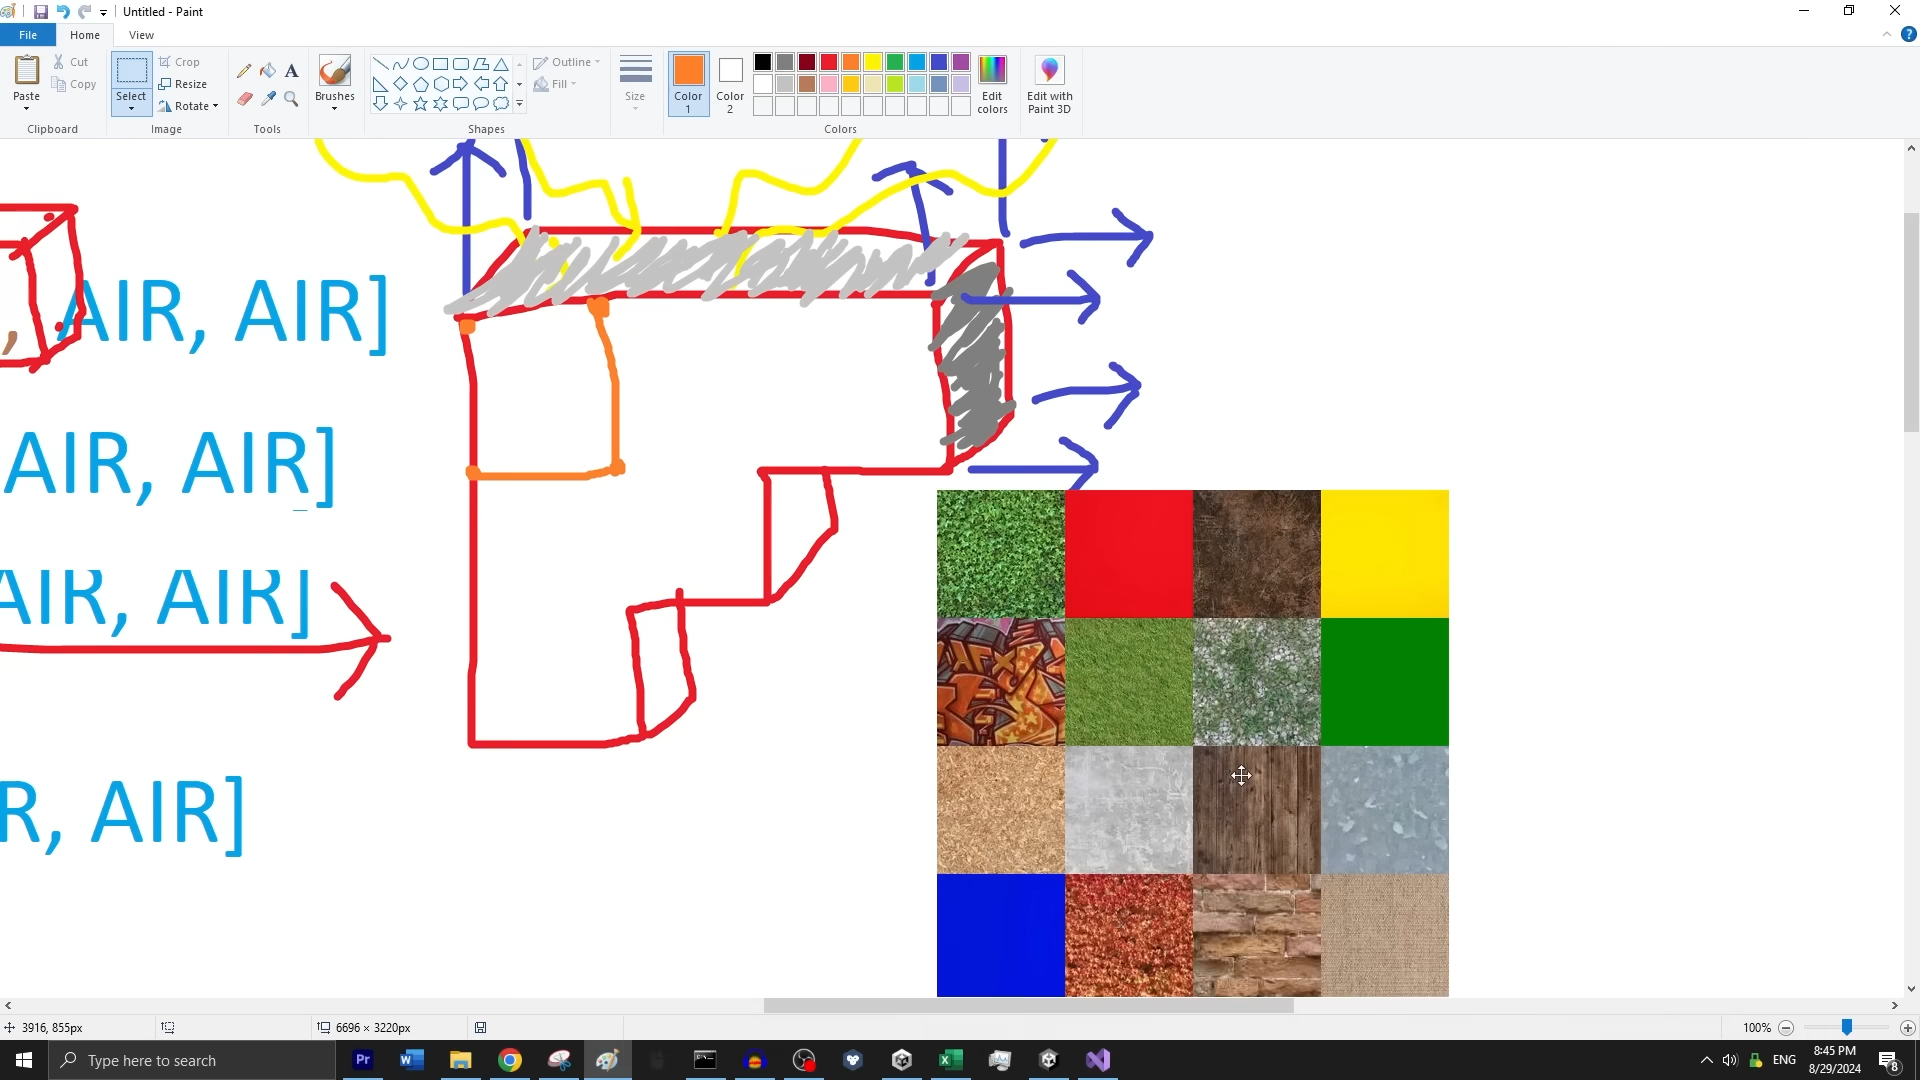 Untitled - Paint
File Home View
Paste
Cut
Copy
Clipboard
Select
Crop
Resize
Rotate
Image
A
Tools
Brushes
Outline
Fill
Shapes
Size
Color 1
Color 2
Edit colors
Edit with Paint 3D
Colors
, AIR, AIR]
AIR, AIR]
AIR, AIR]
R, AIR]
3916, 855px
6696 × 3220px
100%
Type here to search
Pr
ENG
8:45 PM
8/29/2024
8